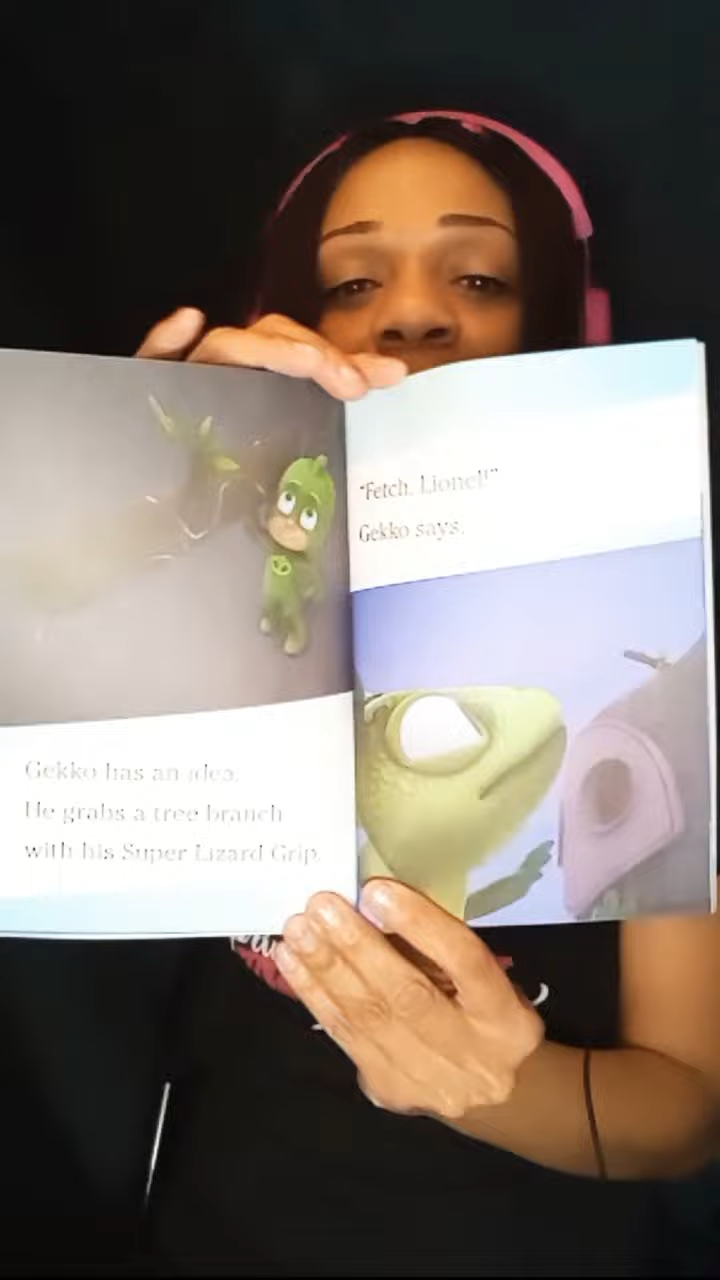 Gekko has an idea.
He grabs a tree branch
with his Super Lizard Grip.
"Fetch, Lionel!"
Gekko says.